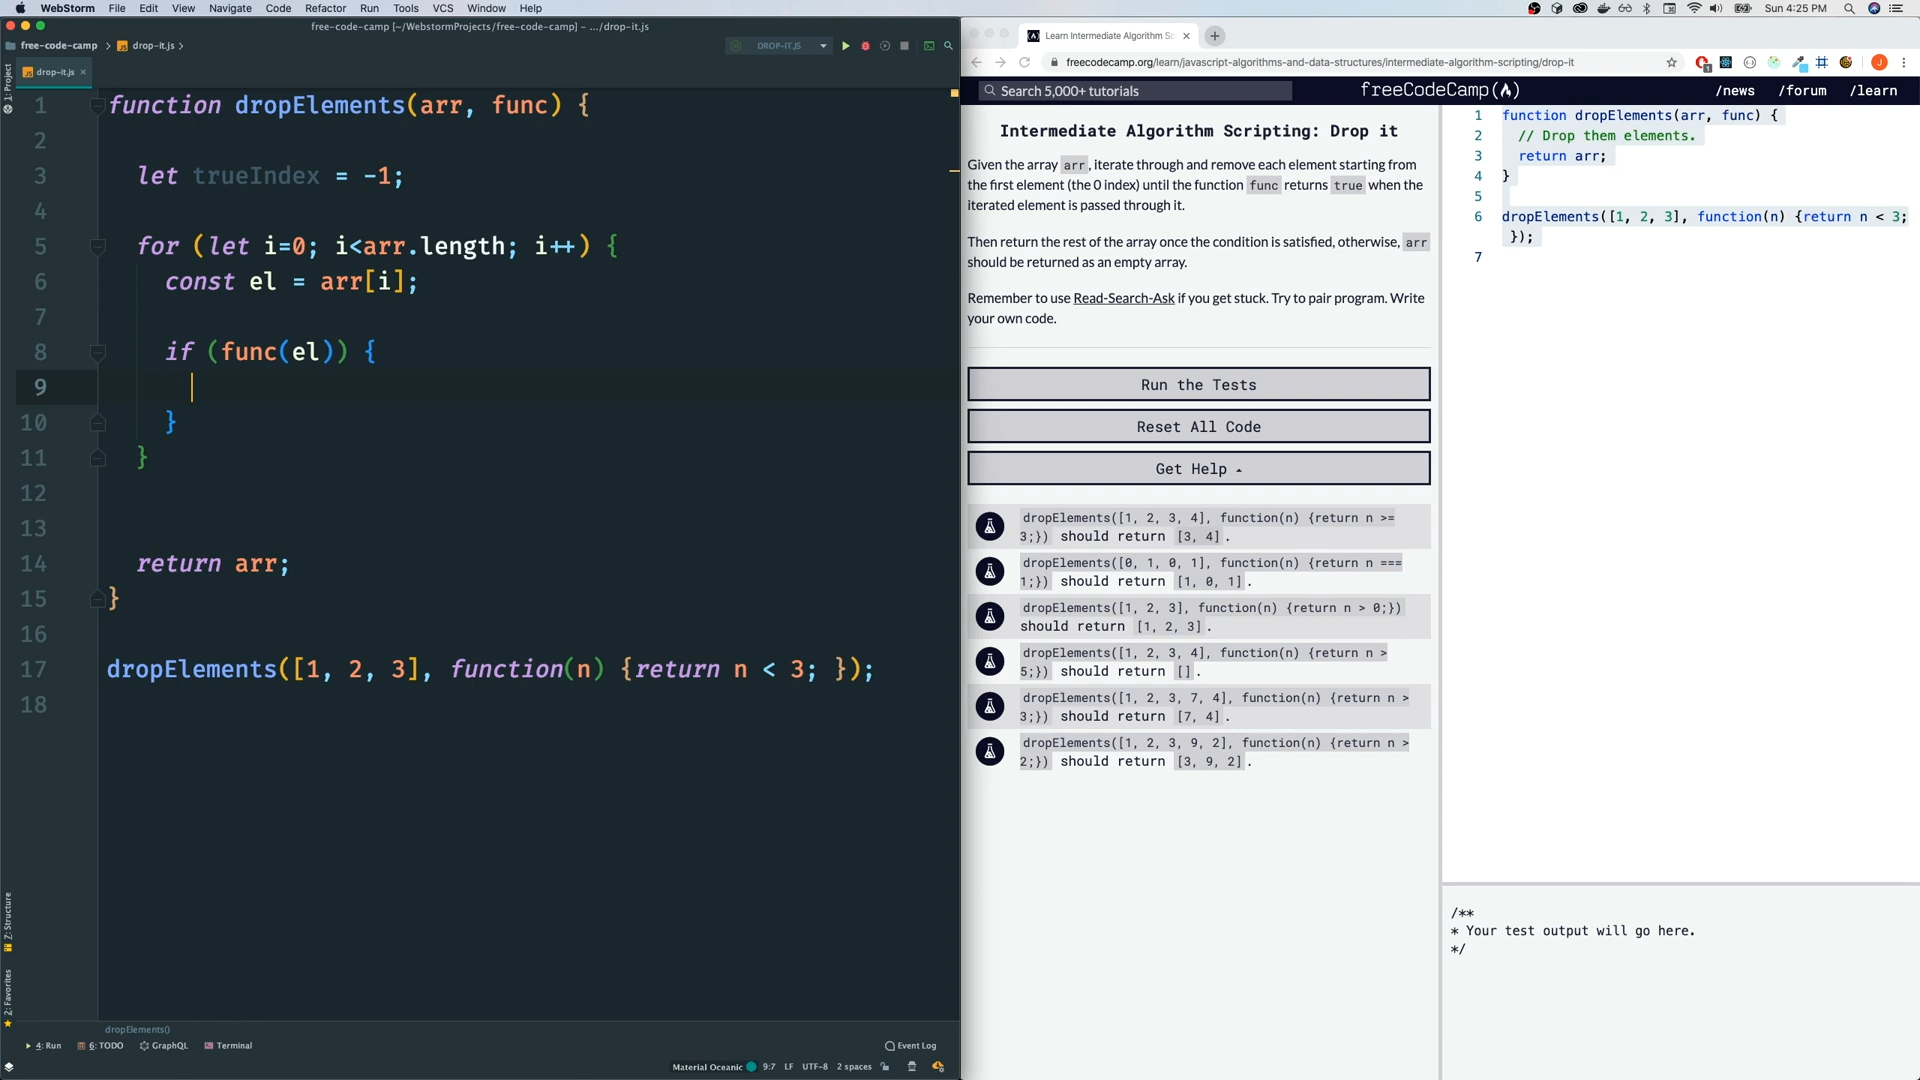 WebStorm File Edit View Navigate Code Refactor Run Tools VCS Window Help Sun 4:25 PM
free-code-camp [~/WebstormProjects/free-code-camp] – .../drop-it.js
free-code-camp drop-it.js DROP-IT.JS
drop-it.js
1: Project
1 function dropElements(arr, func) {
2
3 let trueIndex = -1;
4
5 for (let i=0; i<arr.length; i++) {
6 const el = arr[i];
7
8 if (func(el)) {
9
10 }
11 }
12
13
14 return arr;
15 }
16
17 dropElements([1, 2, 3], function(n) {return n < 3; });
18
Z: Structure
2: Favorites
dropElements()
4: Run 6: TODO GraphQL Terminal Event Log
Material Oceanic 9:7 LF UTF-8 2 spaces
Learn Intermediate Algorithm Sc
freecodecamp.org/learn/javascript-algorithms-and-data-structures/intermediate-algorithm-scripting/drop-it
Search 5,000+ tutorials freeCodeCamp /news /forum /learn
Intermediate Algorithm Scripting: Drop it
Given the array arr, iterate through and remove each element starting from
the first element (the 0 index) until the function func returns true when the
iterated element is passed through it.
Then return the rest of the array once the condition is satisfied, otherwise, arr
should be returned as an empty array.
Remember to use Read-Search-Ask if you get stuck. Try to pair program. Write
your own code.
Run the Tests
Reset All Code
Get Help
dropElements([1, 2, 3, 4], function(n) {return n >=
3;}) should return [3, 4].
dropElements([0, 1, 0, 1], function(n) {return n ===
1;}) should return [1, 0, 1].
dropElements([1, 2, 3], function(n) {return n > 0;})
should return [1, 2, 3].
dropElements([1, 2, 3, 4], function(n) {return n >
5;}) should return [].
dropElements([1, 2, 3, 7, 4], function(n) {return n >
3;}) should return [7, 4].
dropElements([1, 2, 3, 9, 2], function(n) {return n >
2;}) should return [3, 9, 2].
1 function dropElements(arr, func) {
2 // Drop them elements.
3 return arr;
4 }
5
6 dropElements([1, 2, 3], function(n) {return n < 3;
});
7
/**
* Your test output will go here.
*/